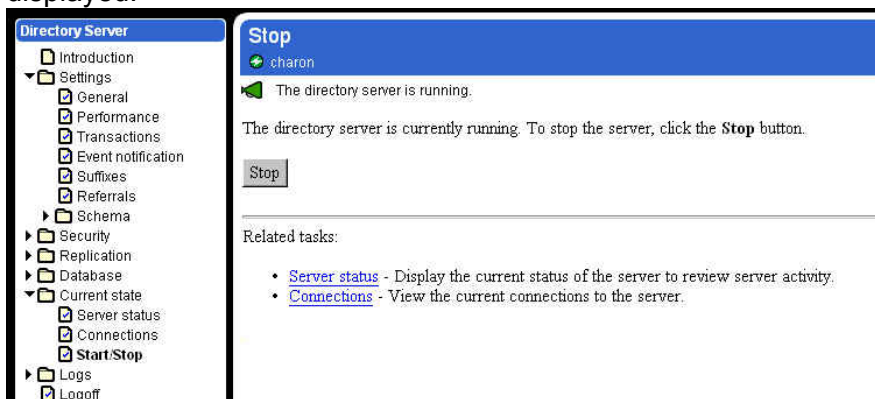 displayed.
Directory Server
Introduction
Settings
General
Performance
Transactions
Event notification
Suffixes
Referrals
Schema
Security
Replication
Database
Current state
Server status
Connections
Start/Stop
Logs
Logoff
Stop
charon
The directory server is running.
The directory server is currently running. To stop the server, click the Stop button.
Stop
Related tasks:
• Server status - Display the current status of the server to review server activity.
• Connections - View the current connections to the server.